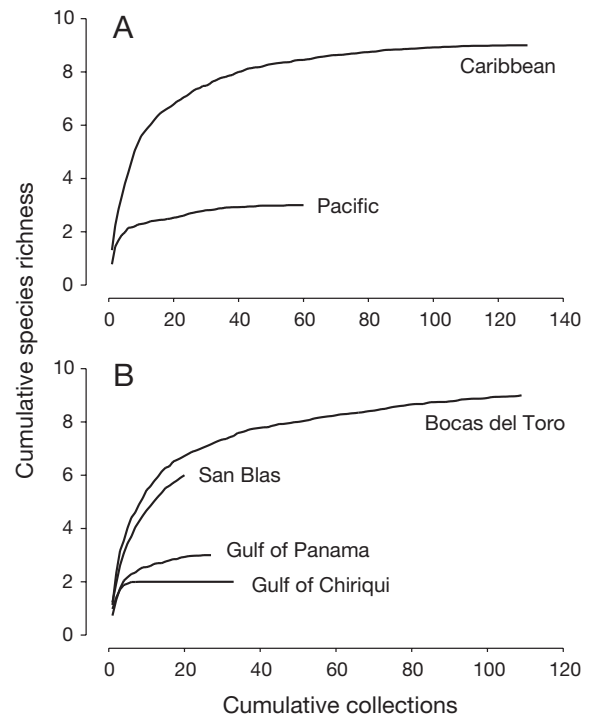 A
10
8
6
4
2
0
Caribbean
Pacific
0 20 40 60 80 100 120 140
Cumulative species richness
B
10
8
6
4
2
0
Bocas del Toro
San Blas
Gulf of Panama
Gulf of Chiriqui
0 20 40 60 80 100 120
Cumulative collections